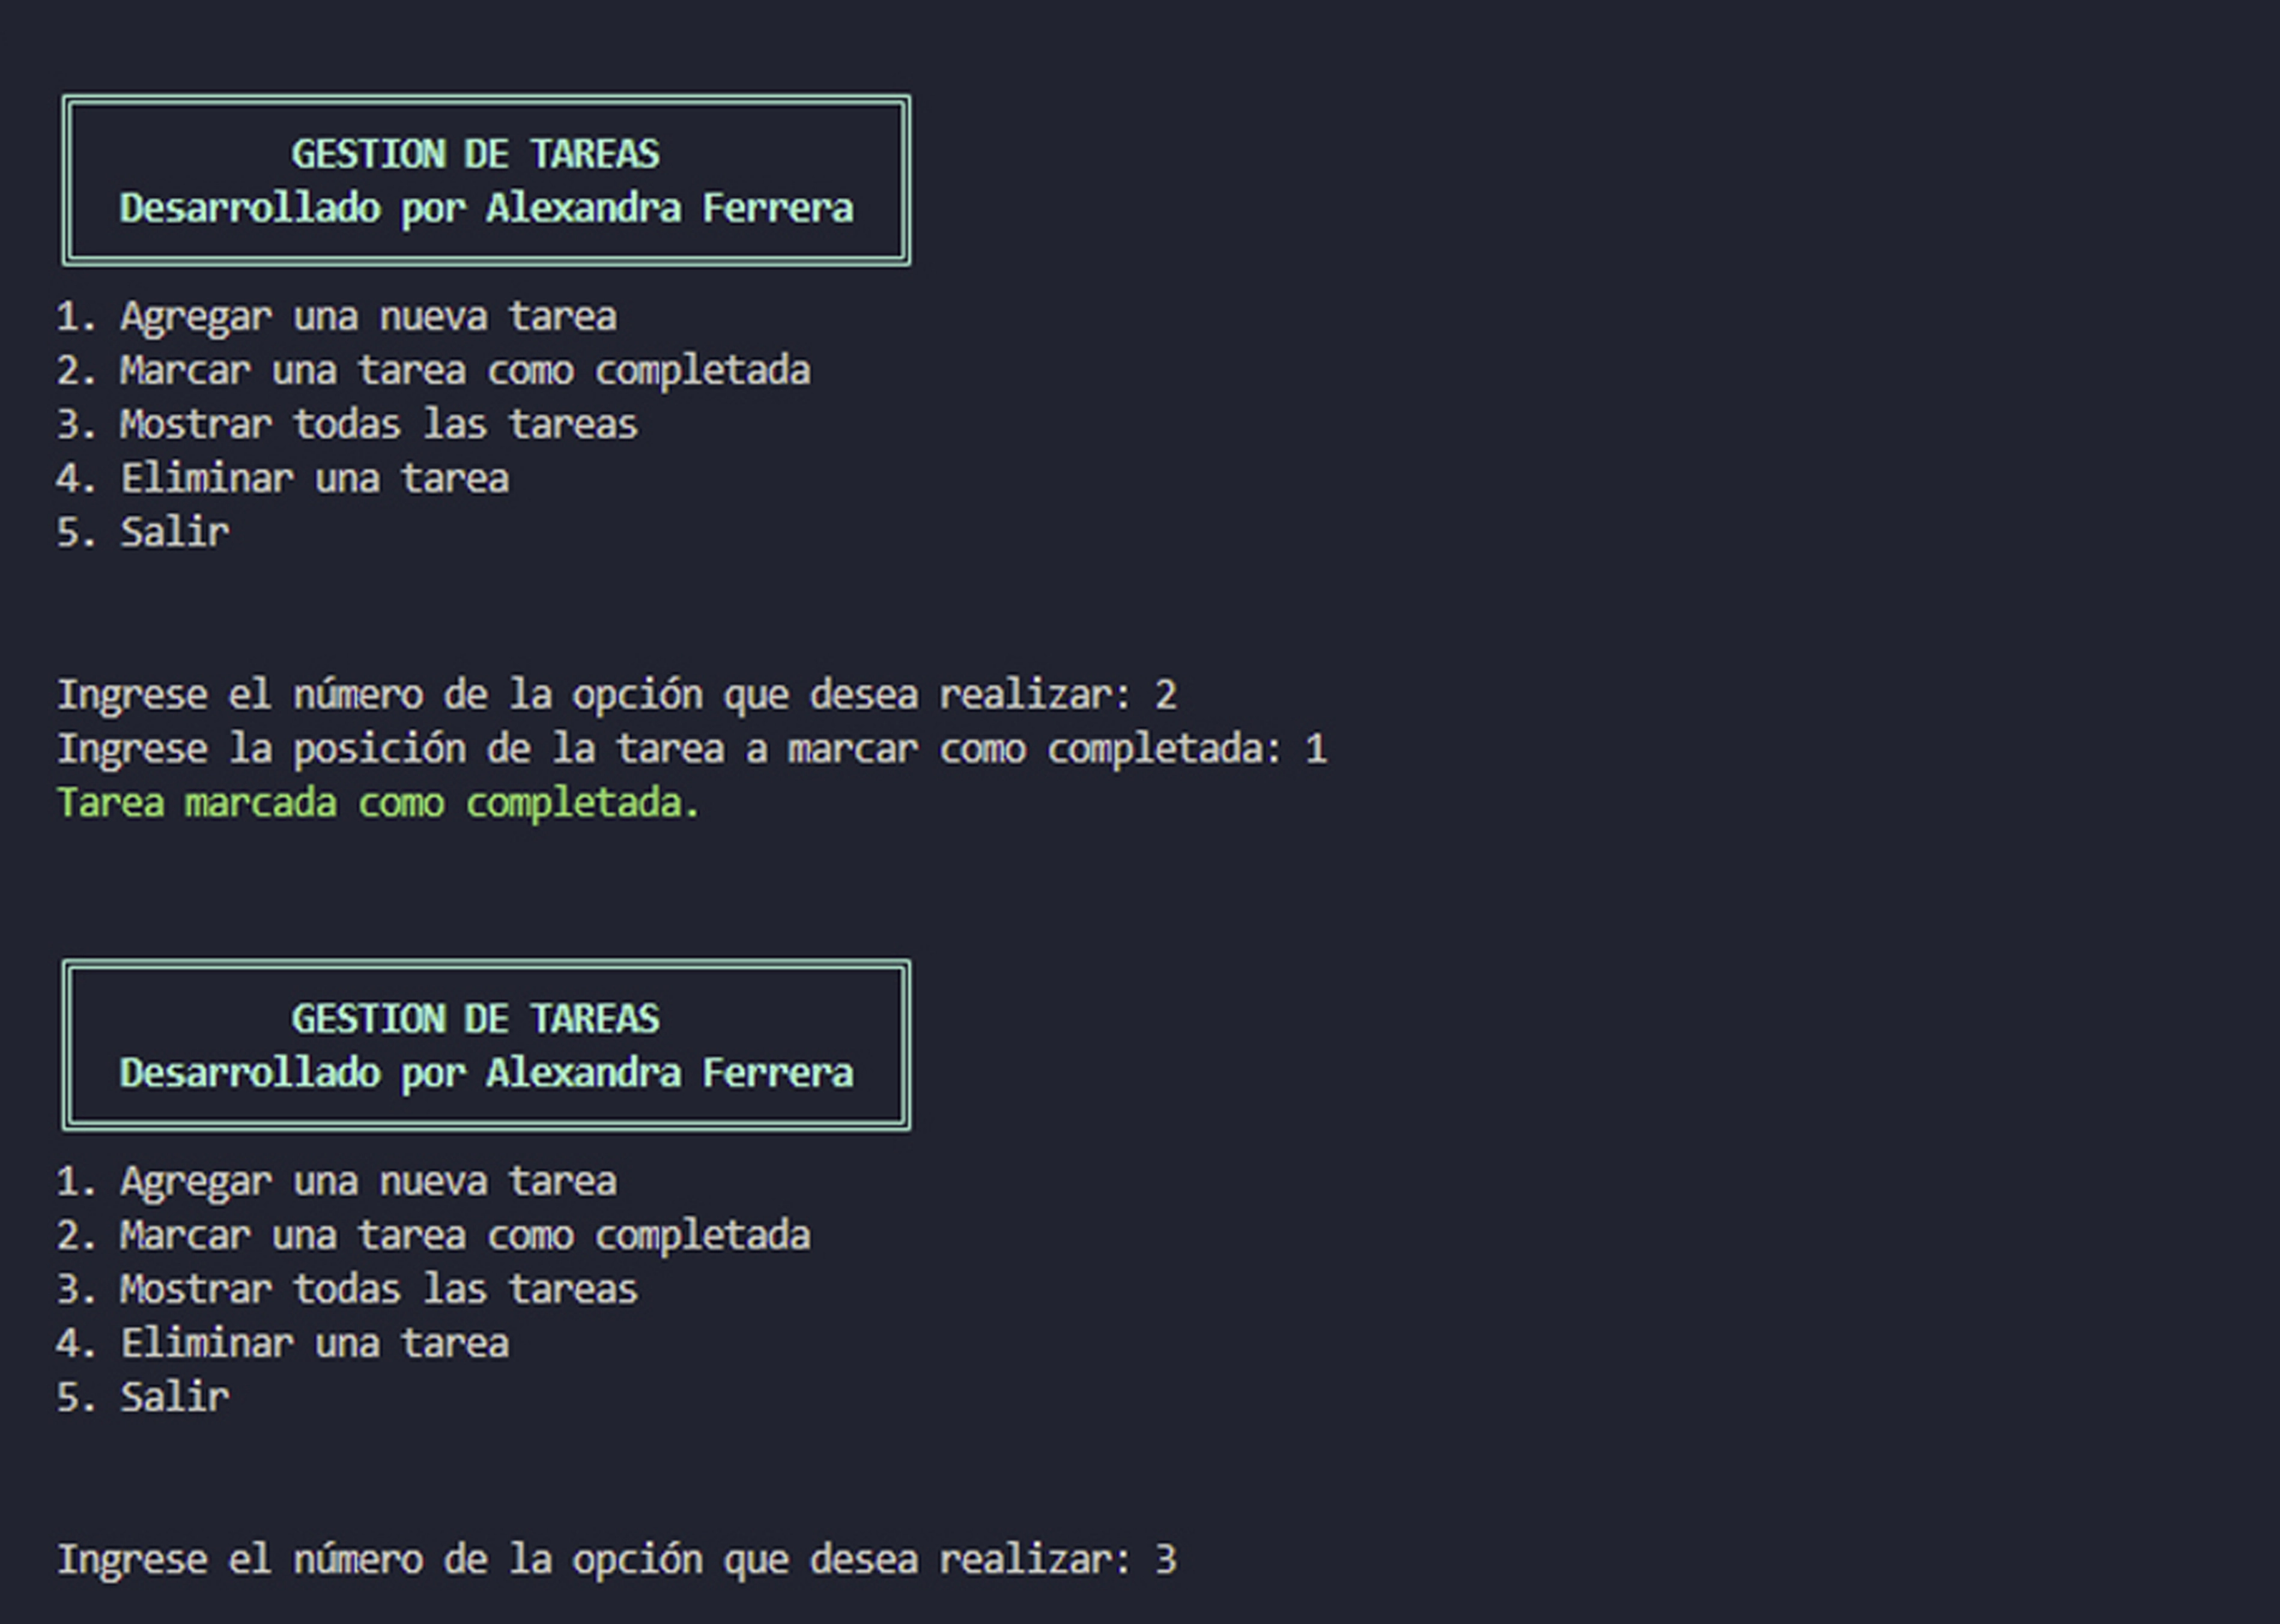 GESTION DE TAREAS
Desarrollado por Alexandra Ferrera
1. Agregar una nueva tarea
2. Marcar una tarea como completada
3. Mostrar todas las tareas
4. Eliminar una tarea
5. Salir
Ingrese el número de la opción que desea realizar: 2
Ingrese la posición de la tarea a marcar como completada: 1
Tarea marcada como completada.
GESTION DE TAREAS
Desarrollado por Alexandra Ferrera
1. Agregar una nueva tarea
2. Marcar una tarea como completada
3. Mostrar todas las tareas
4. Eliminar una tarea
5. Salir
Ingrese el número de la opción que desea realizar: 3